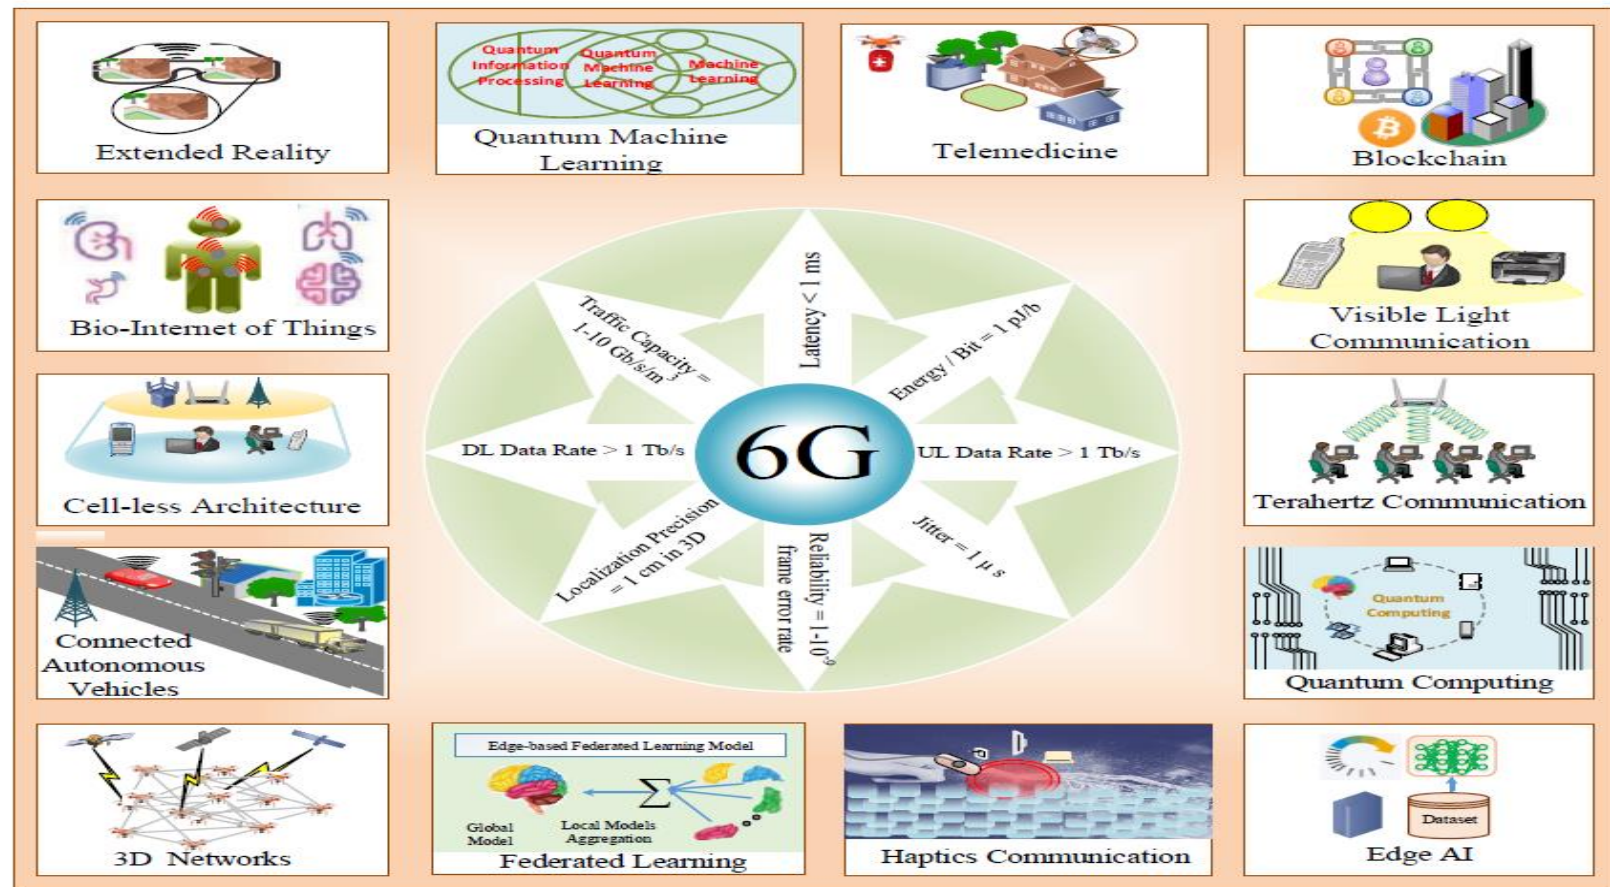 Extended Reality
Quantum
Information
Processing
Quantum
Machine
Learning
Machine
Learning
Quantum Machine
Learning
Telemedicine
Blockchain
Bio-Internet of Things
Visible Light
Communication
Cell-less Architecture
Terahertz Communication
Connected
Autonomous
Vehicles
Quantum
Computing
Quantum Computing
3D Networks
Edge-based Federated Learning Model
Σ
Global
Model
Local Models
Aggregation
Federated Learning
Haptics Communication
Dataset
Edge AI
6G
Latency < 1 ms
Energy / Bit = 1 pJ/b
UL Data Rate > 1 Tb/s
Jitter = 1 µ s
Reliability = 1-10⁻⁹
frame error rate
Localization Precision
= 1 cm in 3D
DL Data Rate > 1 Tb/s
Traffic Capacity =
1-10 Gb/s/m³